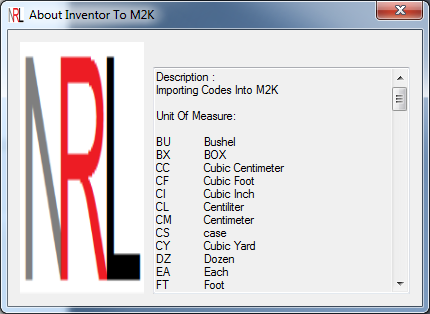 NRL About Inventor To M2K
NRL
Description :
Importing Codes Into M2K
Unit Of Measure:
BU Bushel
BX BOX
CC Cubic Centimeter
CF Cubic Foot
CI Cubic Inch
CL Centiliter
CM Centimeter
CS case
CY Cubic Yard
DZ Dozen
EA Each
FT Foot